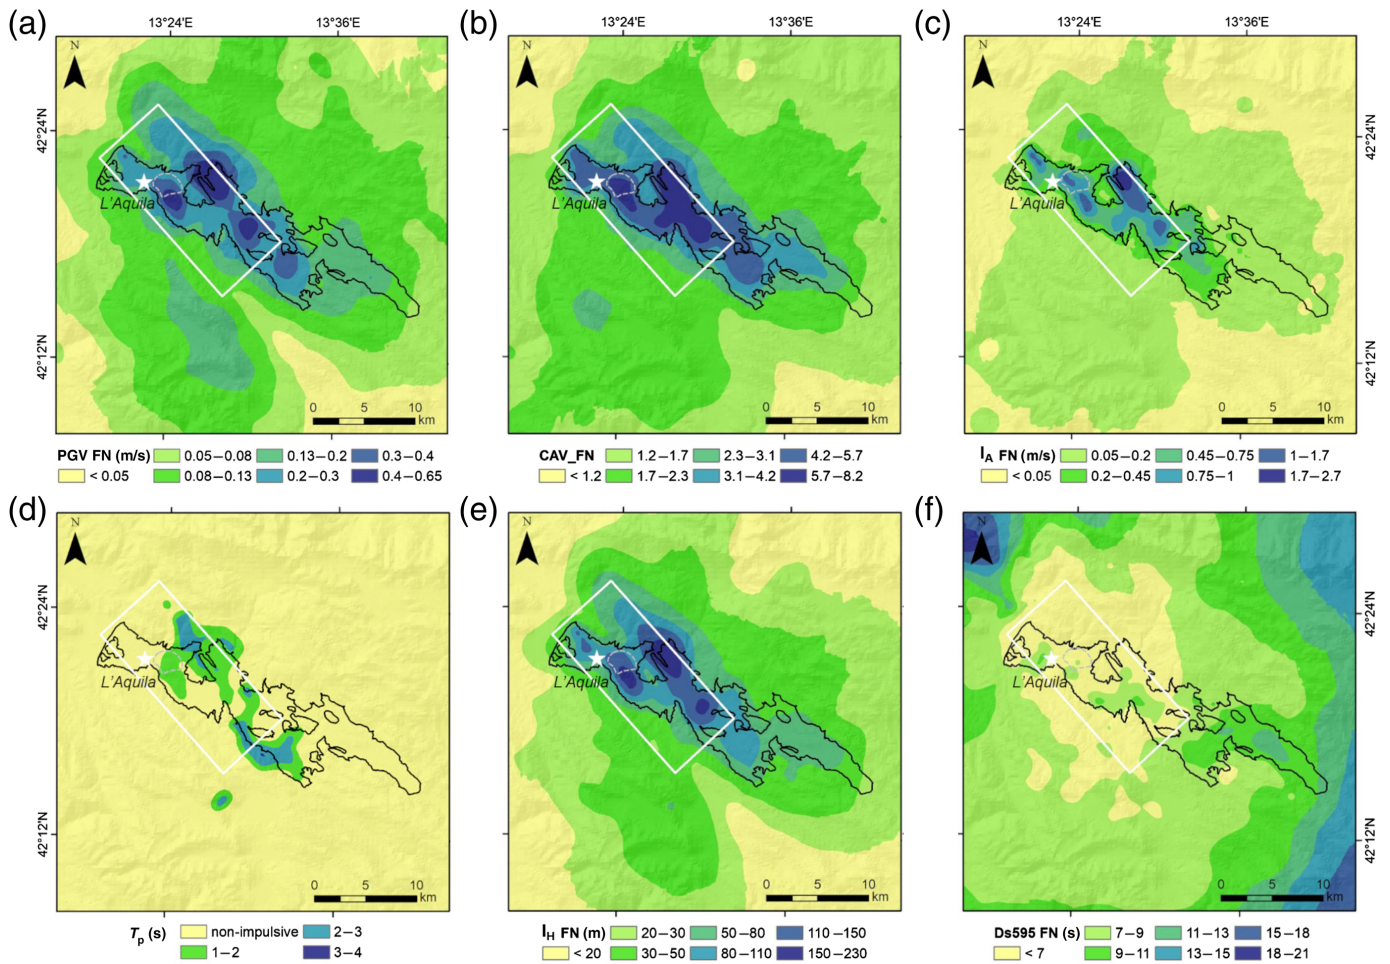 (a)
(b)
(c)
13°24'E 13°36'E
13°24'E 13°36'E
13°24'E 13°36'E
N
N
N
42°24'N
42°24'N
L'Aquila
L'Aquila
L'Aquila
42°12'N
42°12'N
0 5 10
km
0 5 10
km
0 5 10
km
PGV FN (m/s) 0.05–0.08 0.13–0.2 0.3–0.4
< 0.05 0.08–0.13 0.2–0.3 0.4–0.65
CAV_FN 1.2–1.7 2.3–3.1 4.2–5.7
< 1.2 1.7–2.3 3.1–4.2 5.7–8.2
IA FN (m/s) 0.05–0.2 0.45–0.75 1–1.7
< 0.05 0.2–0.45 0.75–1 1.7–2.7
(d)
(e)
(f)
N
N
N
42°24'N
42°24'N
L'Aquila
L'Aquila
L'Aquila
42°12'N
42°12'N
0 5 10
km
0 5 10
km
0 5 10
km
Tp (s) non-impulsive 2–3
1–2 3–4
IH FN (m) 20–30 50–80 110–150
< 20 30–50 80–110 150–230
Ds595 FN (s) 7–9 11–13 15–18
< 7 9–11 13–15 18–21